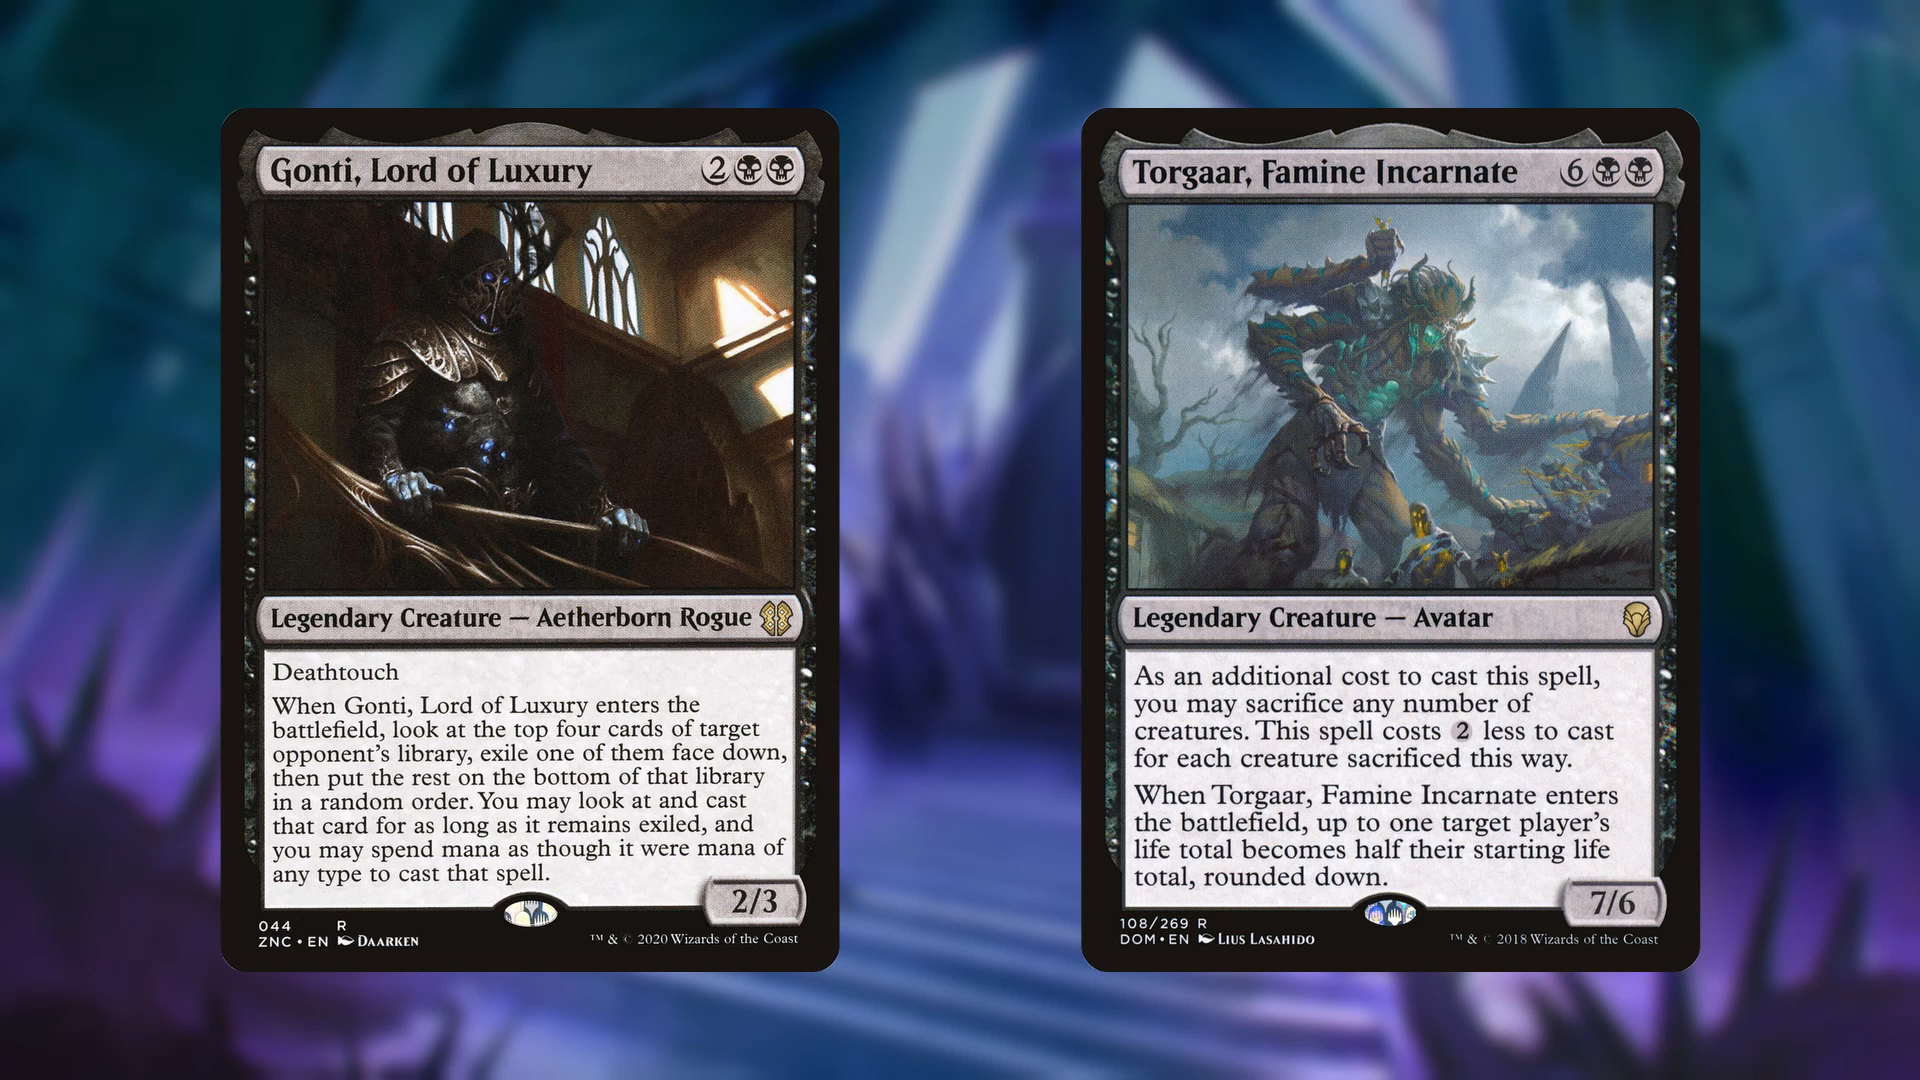 Gonti, Lord of Luxury 2
Legendary Creature — Aetherborn Rogue
Deathtouch
When Gonti, Lord of Luxury enters the
battlefield, look at the top four cards of target
opponent's library, exile one of them face down,
then put the rest on the bottom of that library
in a random order. You may look at and cast
that card for as long as it remains exiled, and
you may spend mana as though it were mana of
any type to cast that spell.
2/3
044 R
ZNC • EN Daarken
™ & © 2020 Wizards of the Coast
Torgaar, Famine Incarnate 6
Legendary Creature — Avatar
As an additional cost to cast this spell,
you may sacrifice any number of
creatures. This spell costs 2 less to cast
for each creature sacrificed this way.
When Torgaar, Famine Incarnate enters
the battlefield, up to one target player's
life total becomes half their starting life
total, rounded down.
7/6
108/269 R
DOM • EN Lius Lasahido
™ & © 2018 Wizards of the Coast